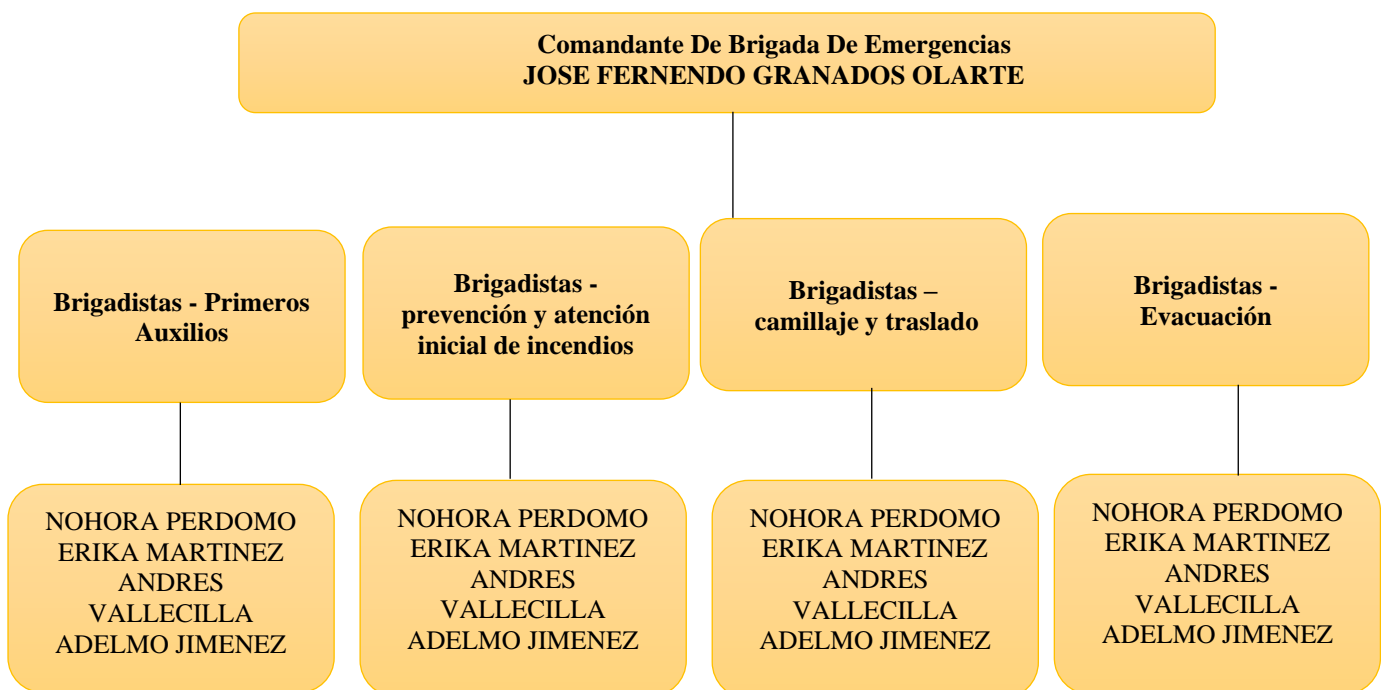 Comandante De Brigada De Emergencias
JOSE FERNENDO GRANADOS OLARTE
Brigadistas - Primeros
Auxilios
Brigadistas -
prevención y atención
inicial de incendios
Brigadistas –
camillaje y traslado
Brigadistas -
Evacuación
NOHORA PERDOMO
ERIKA MARTINEZ
ANDRES
VALLECILLA
ADELMO JIMENEZ
NOHORA PERDOMO
ERIKA MARTINEZ
ANDRES
VALLECILLA
ADELMO JIMENEZ
NOHORA PERDOMO
ERIKA MARTINEZ
ANDRES
VALLECILLA
ADELMO JIMENEZ
NOHORA PERDOMO
ERIKA MARTINEZ
ANDRES
VALLECILLA
ADELMO JIMENEZ